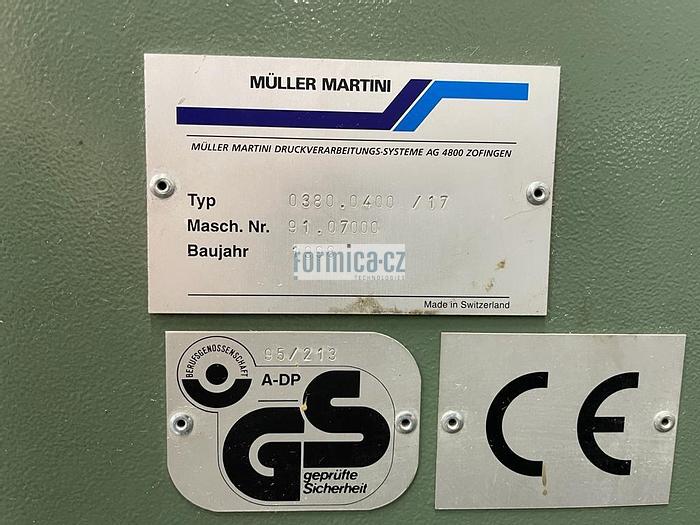 MÜLLER MARTINI
MÜLLER MARTINI DRUCKVERARBEITUNGS-SYSTEME AG 4800 ZOFINGEN
Typ 0380.0400 /17
Masch. Nr. 91.07000
Baujahr
formica.cz
TECHNOLOGIES
Made in Switzerland
BERUFSGENOSSENSCHAFT
95/213
A-DP
GS
geprüfte
Sicherheit
CE